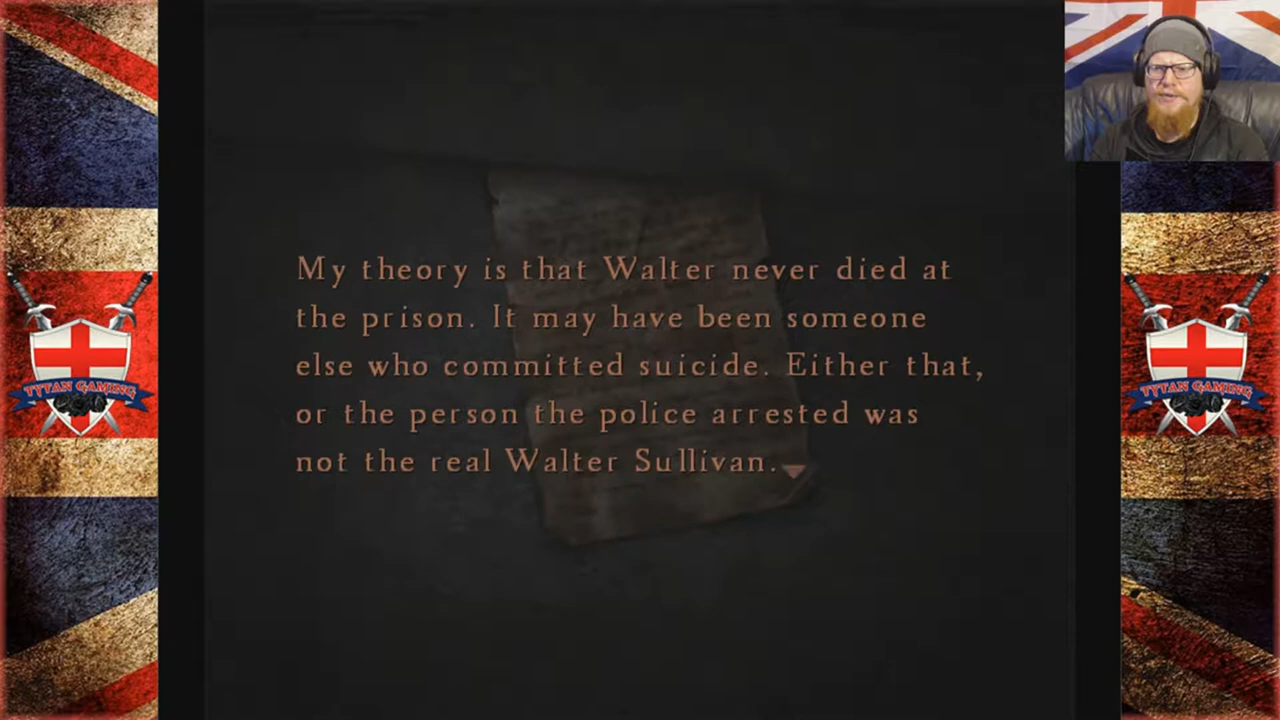 My theory is that Walter never died at
the prison. It may have been someone
else who committed suicide. Either that,
or the person the police arrested was
not the real Walter Sullivan.
TYTAN GAMING
TYTAN GAMING